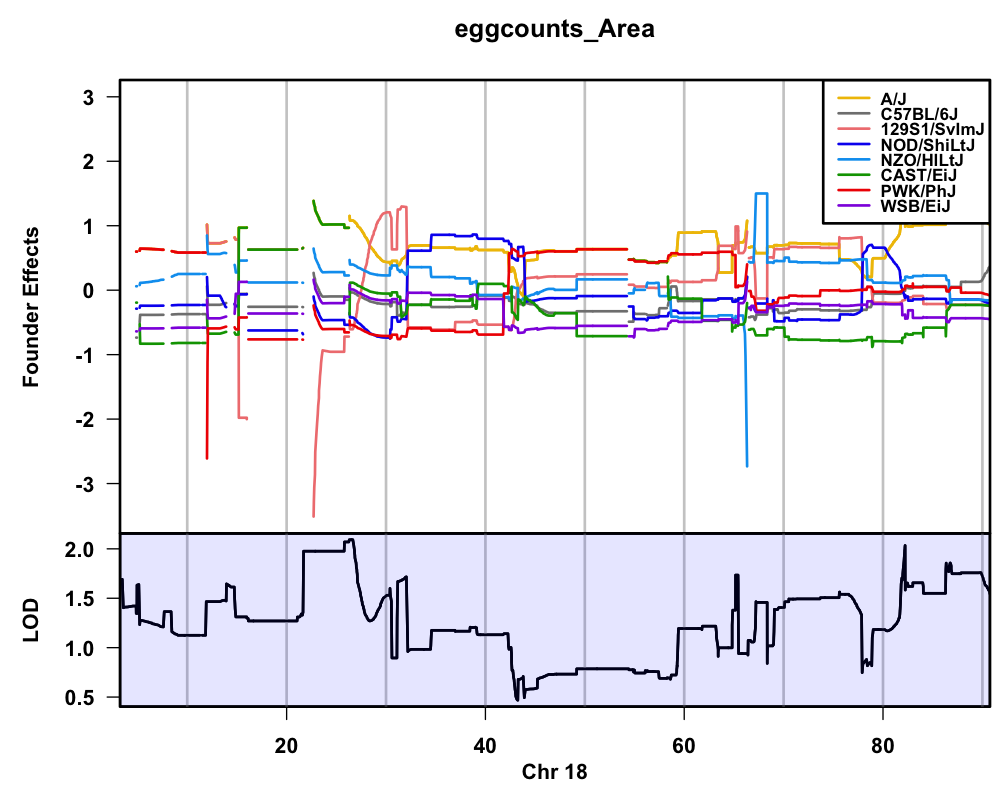 eggcounts_Area
3
2
1
0
-1
-2
-3
Founder Effects
A/J
C57BL/6J
129S1/SvImJ
NOD/ShiLtJ
NZO/HILtJ
CAST/EiJ
PWK/PhJ
WSB/EiJ
2.0
1.5
1.0
0.5
LOD
20 40 60 80
Chr 18